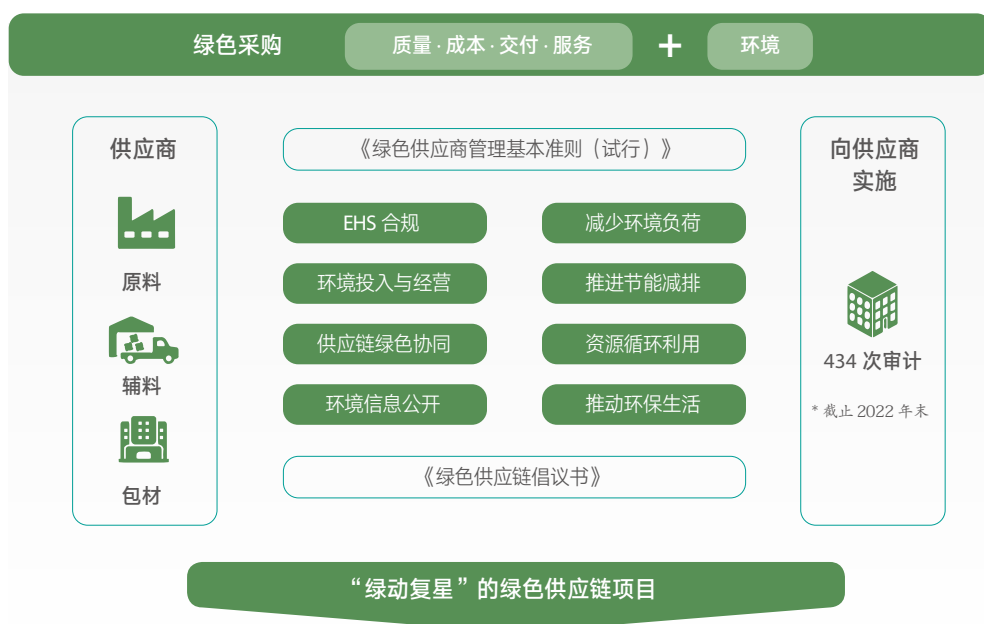 绿色采购
质量·成本·交付·服务
+
环境
供应商
原料
辅料
包材
《绿色供应商管理基本准则（试行）》
EHS 合规
减少环境负荷
环境投入与经营
推进节能减排
供应链绿色协同
资源循环利用
环境信息公开
推动环保生活
《绿色供应链倡议书》
向供应商
实施
434 次审计
* 截止 2022 年末
“绿动复星”的绿色供应链项目